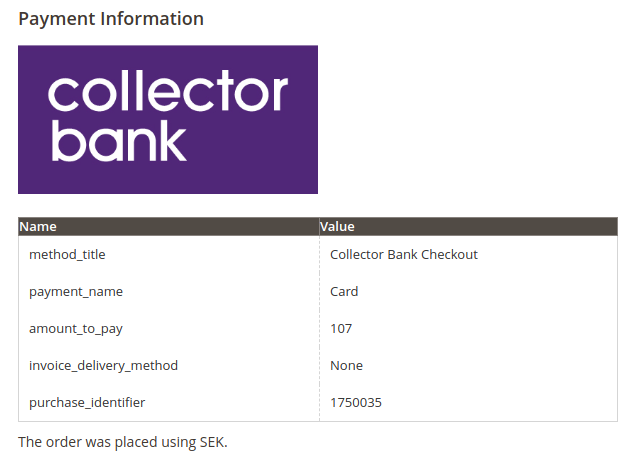 Payment Information
collector
bank
Name Value
method_title Collector Bank Checkout
payment_name Card
amount_to_pay 107
invoice_delivery_method None
purchase_identifier 1750035
The order was placed using SEK.